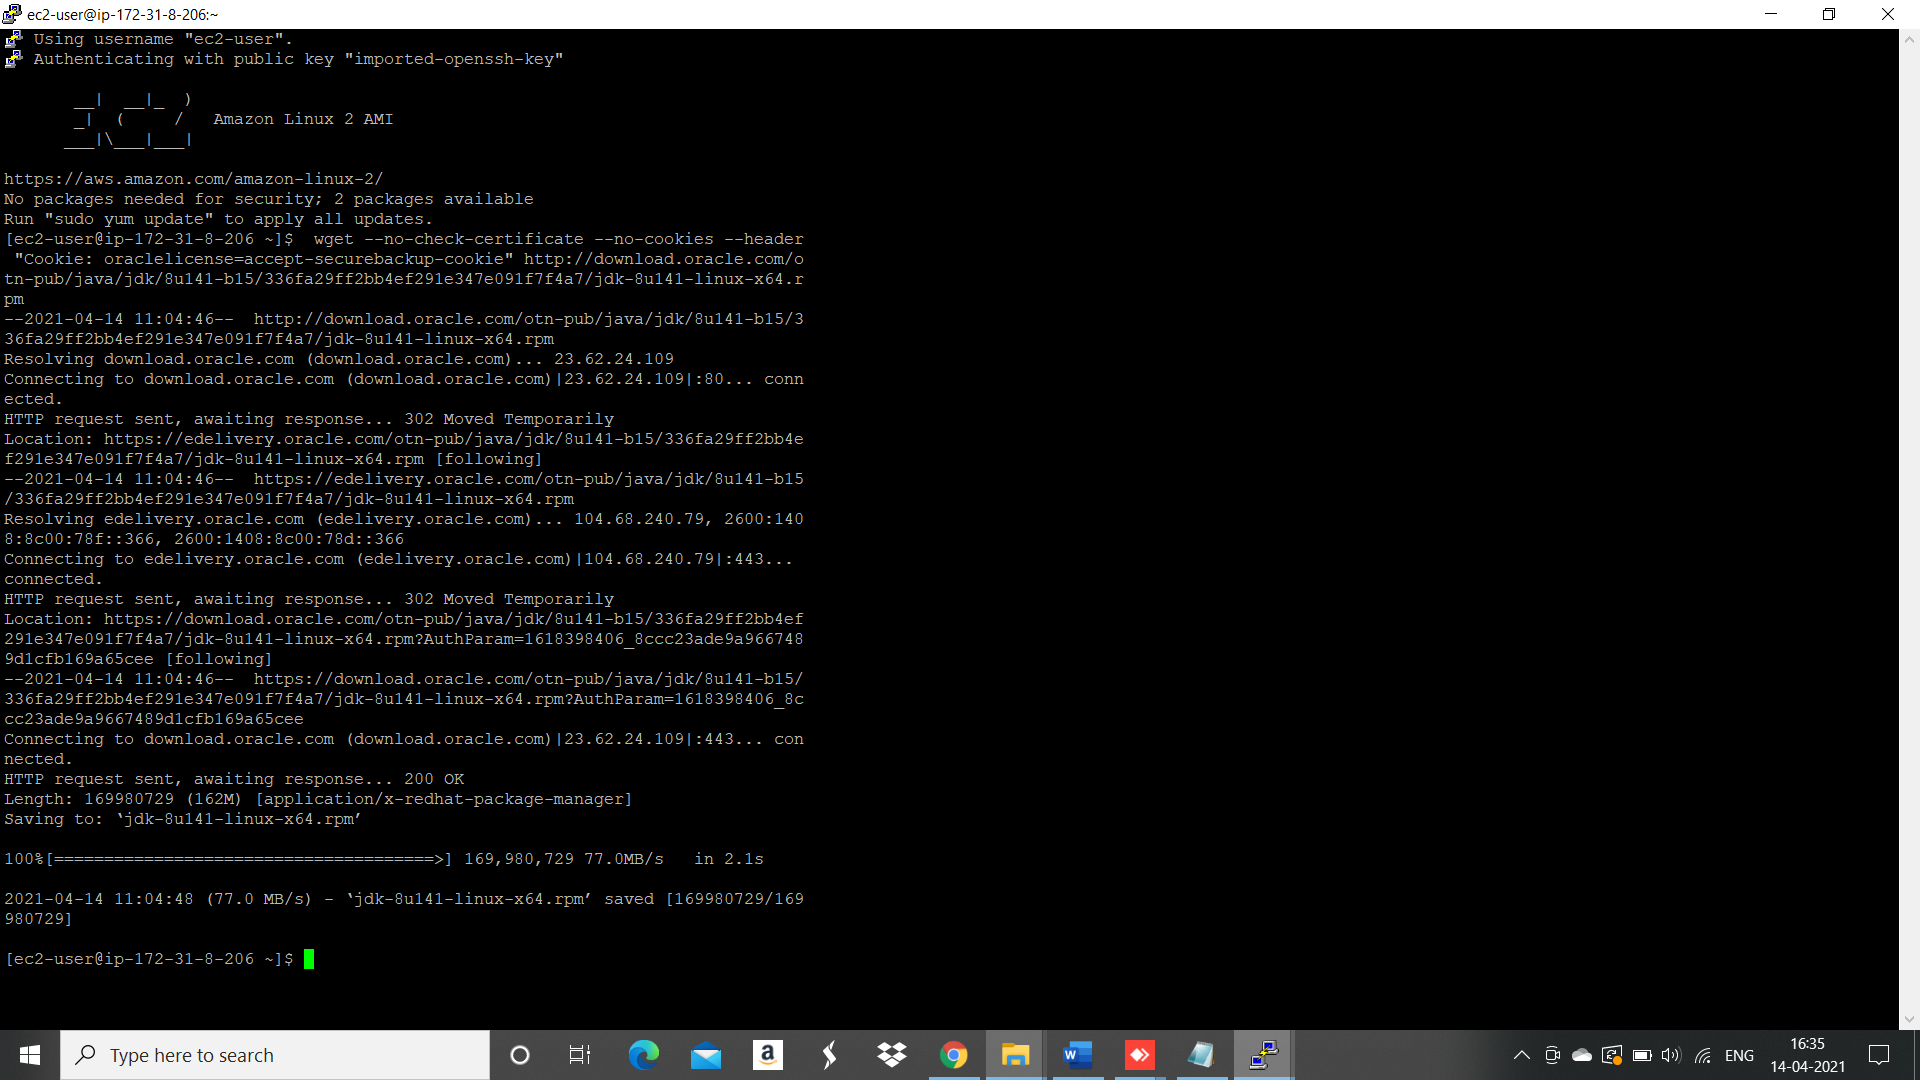 ec2-user@ip-172-31-8-206:~
Using username "ec2-user".
Authenticating with public key "imported-openssh-key"
       __|  __|_  )
       _|  (     /   Amazon Linux 2 AMI
      ___|\___|___|
https://aws.amazon.com/amazon-linux-2/
No packages needed for security; 2 packages available
Run "sudo yum update" to apply all updates.
[ec2-user@ip-172-31-8-206 ~]$  wget --no-check-certificate --no-cookies --header
 "Cookie: oraclelicense=accept-securebackup-cookie" http://download.oracle.com/o
tn-pub/java/jdk/8u141-b15/336fa29ff2bb4ef291e347e091f7f4a7/jdk-8u141-linux-x64.r
pm
--2021-04-14 11:04:46--  http://download.oracle.com/otn-pub/java/jdk/8u141-b15/3
36fa29ff2bb4ef291e347e091f7f4a7/jdk-8u141-linux-x64.rpm
Resolving download.oracle.com (download.oracle.com)... 23.62.24.109
Connecting to download.oracle.com (download.oracle.com)|23.62.24.109|:80... conn
ected.
HTTP request sent, awaiting response... 302 Moved Temporarily
Location: https://edelivery.oracle.com/otn-pub/java/jdk/8u141-b15/336fa29ff2bb4e
f291e347e091f7f4a7/jdk-8u141-linux-x64.rpm [following]
--2021-04-14 11:04:46--  https://edelivery.oracle.com/otn-pub/java/jdk/8u141-b15
/336fa29ff2bb4ef291e347e091f7f4a7/jdk-8u141-linux-x64.rpm
Resolving edelivery.oracle.com (edelivery.oracle.com)... 104.68.240.79, 2600:140
8:8c00:78f::366, 2600:1408:8c00:78d::366
Connecting to edelivery.oracle.com (edelivery.oracle.com)|104.68.240.79|:443...
connected.
HTTP request sent, awaiting response... 302 Moved Temporarily
Location: https://download.oracle.com/otn-pub/java/jdk/8u141-b15/336fa29ff2bb4ef
291e347e091f7f4a7/jdk-8u141-linux-x64.rpm?AuthParam=1618398406_8ccc23ade9a966748
9d1cfb169a65cee [following]
--2021-04-14 11:04:46--  https://download.oracle.com/otn-pub/java/jdk/8u141-b15/
336fa29ff2bb4ef291e347e091f7f4a7/jdk-8u141-linux-x64.rpm?AuthParam=1618398406_8c
cc23ade9a9667489d1cfb169a65cee
Connecting to download.oracle.com (download.oracle.com)|23.62.24.109|:443... con
nected.
HTTP request sent, awaiting response... 200 OK
Length: 169980729 (162M) [application/x-redhat-package-manager]
Saving to: ‘jdk-8u141-linux-x64.rpm’
100%[======================================>] 169,980,729 77.0MB/s   in 2.1s
2021-04-14 11:04:48 (77.0 MB/s) - ‘jdk-8u141-linux-x64.rpm’ saved [169980729/169
980729]
[ec2-user@ip-172-31-8-206 ~]$
Type here to search
ENG
16:35
14-04-2021